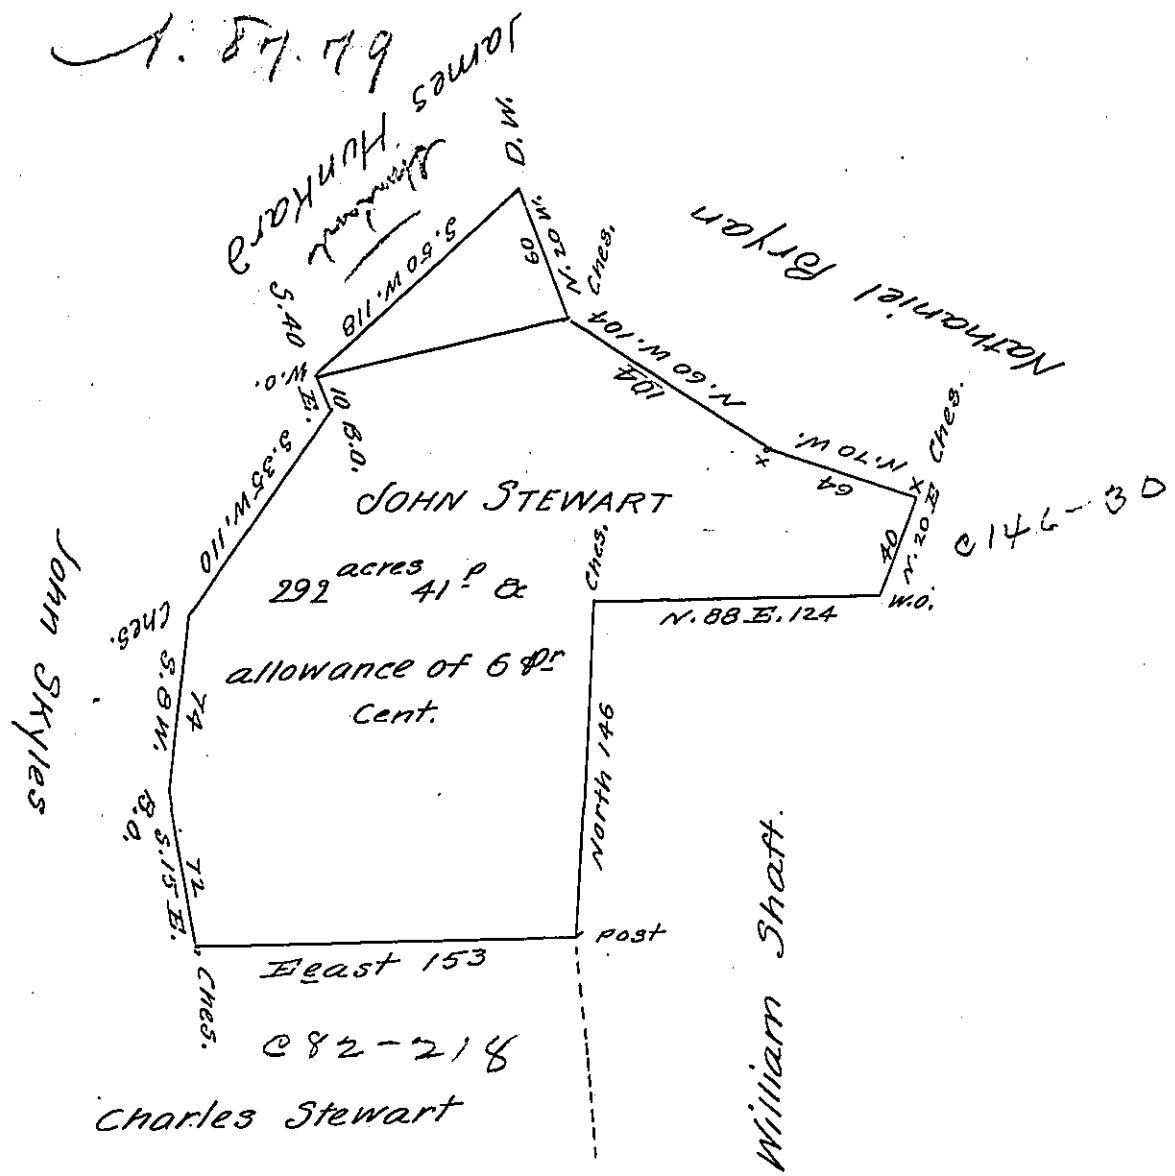 1. 87.79
James
Hunkard
W.O.
S.50 W.118
N.20 W.
60
Ches.
Nathaniel Bryan
S.40
E.
W.O.
10 B.O.
N.60 W.104
104
N.70 W.
64
x
x Ches.
N.20 E
40
W.O.
C146-30
S.35 W.110
JOHN STEWART
292 acres 41 P &
allowance of 6 Pr
Cent.
Ches.
N.88 E.124
John Skyles
Ches.
S.8 W.
74
B.O.
S.15 E.
72
North 146
Eeast 153
Post
Ches.
C82-218
Charles Stewart
William Shaft.